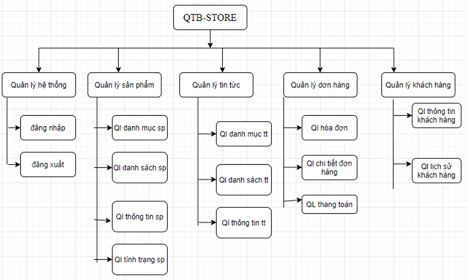 QTB-STORE
Quản lý hệ thống
đăng nhập
đăng xuất
Quản lý sản phẩm
Ql danh mục sp
Ql danh sách sp
Ql thông tin sp
Ql tình trạng sp
Quản lý tin tức
Ql danh mục tt
Ql danh sách tt
Ql thông tin tt
Quản lý đơn hàng
Ql hóa đơn
Ql chi tiết đơn
hàng
QL thang toán
Quản lý khách hàng
Ql thông tin
khách hàng
Ql lịch sử
khách hàng